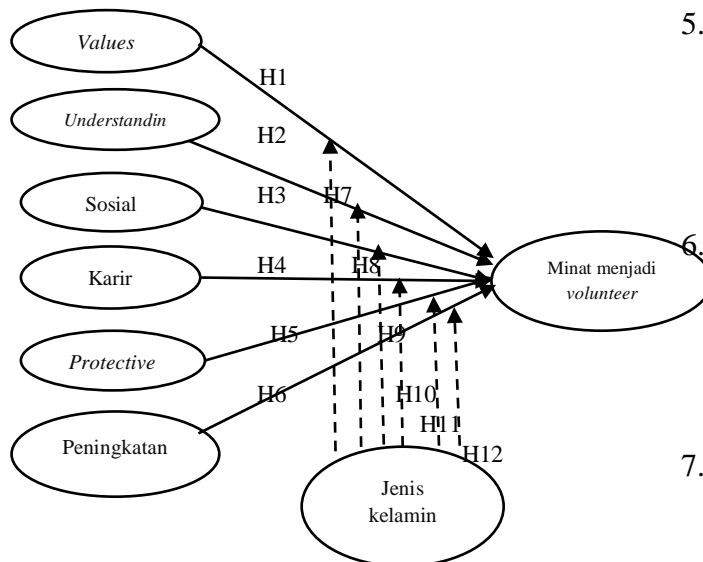 5.
Values
H1
Understandin
H2
Sosial
H3
H7
6.
Karir
H4
H8
Minat menjadi
volunteer
Protective
H5
H9
Peningkatan
H6
H10
H11
H12
7.
Jenis
kelamin